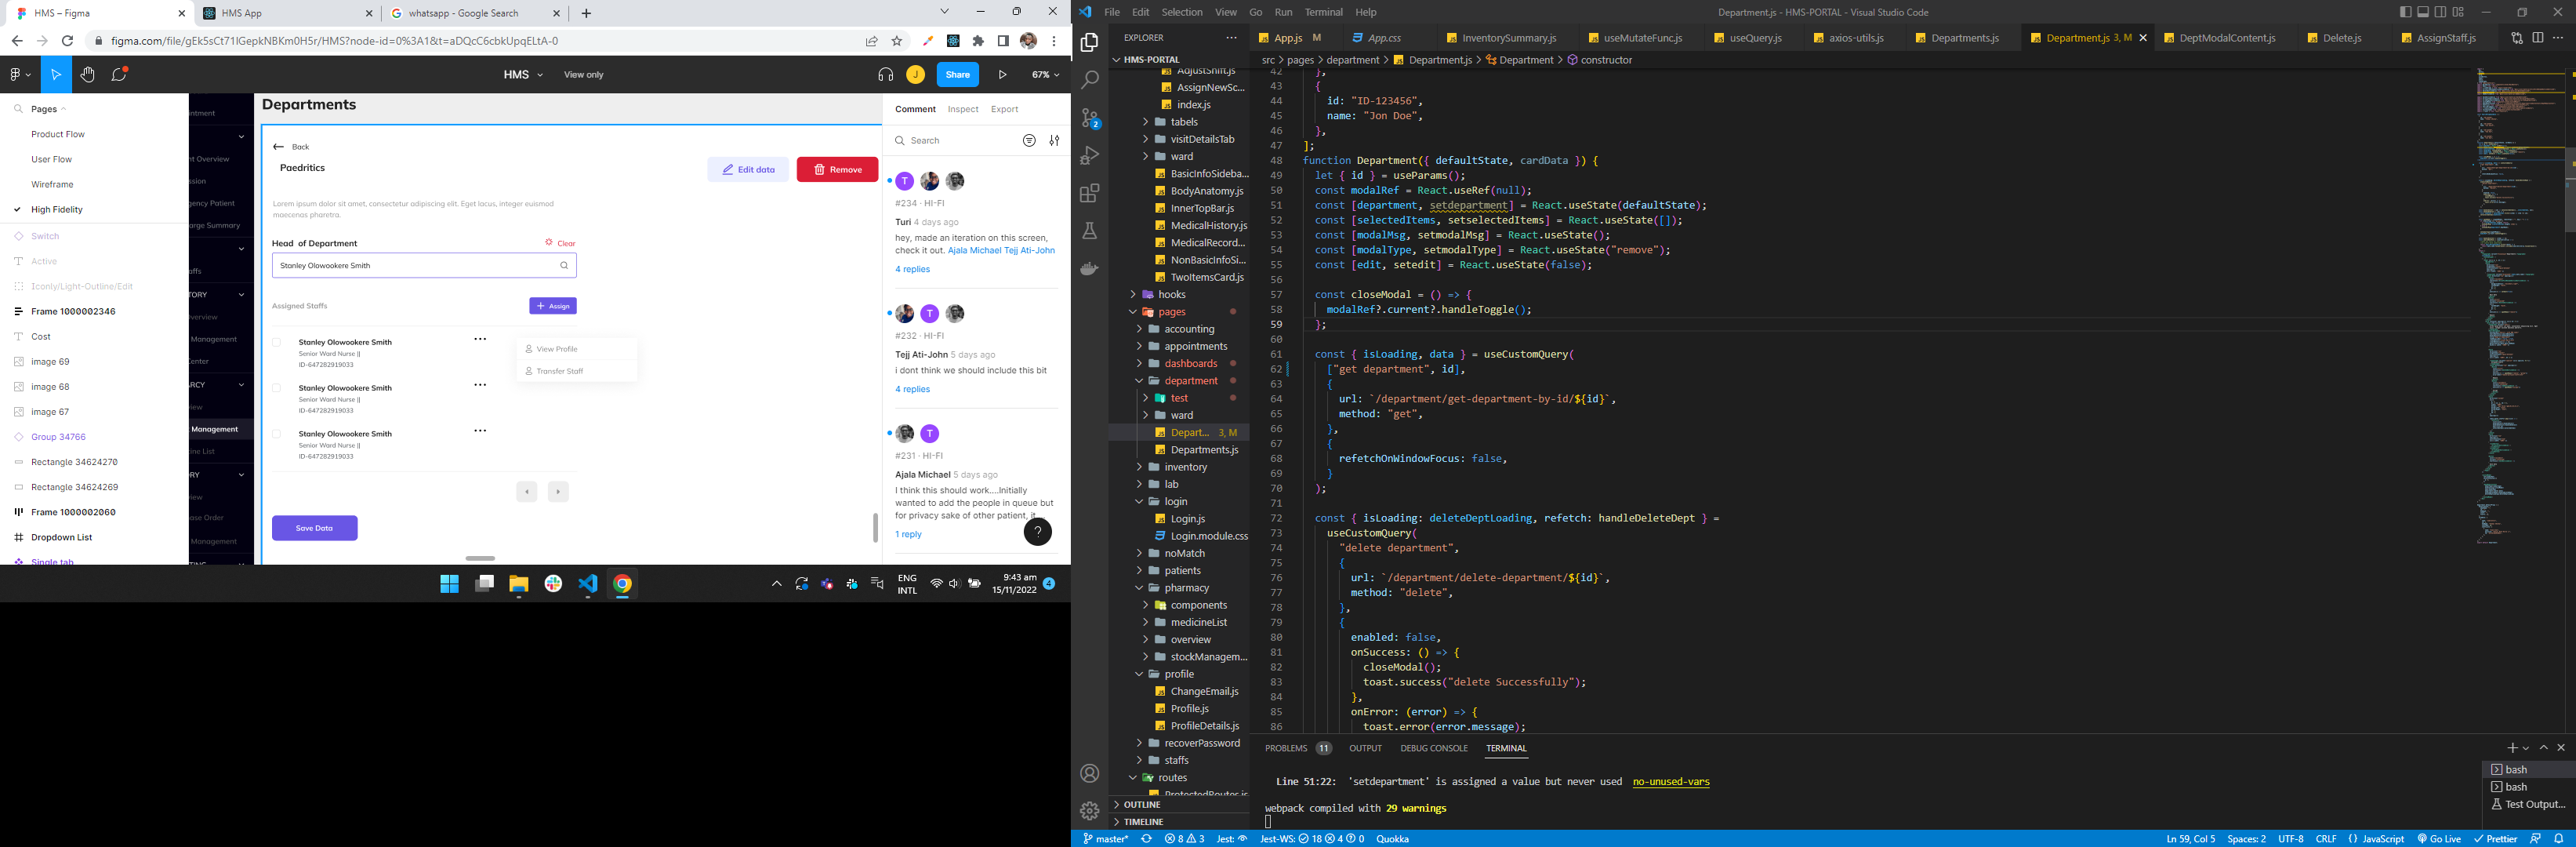 HMS – Figma
HMS App
whatsapp - Google Search
figma.com/file/gEk5sCt71IGepkNBKm0H5r/HMS?node-id=0%3A1&t=aDQcC6cbkUpqELtA-0
HMS
View only
J
Share
67%
Pages
Product Flow
User Flow
Wireframe
High Fidelity
Switch
Active
Iconly/Light-Outline/Edit
Frame 1000002346
Cost
image 69
image 68
image 67
Group 34766
Rectangle 34624270
Rectangle 34624269
Frame 1000002060
Dropdown List
Single tab
Departments
Back
Paedritics
Edit data
Remove
Lorem ipsum dolor sit amet, consectetur adipiscing elit. Eget lacus, integer euismod
maecenas pharetra.
Head of Department
Clear
Stanley Olowookere Smith
Assigned Staffs
Assign
Stanley Olowookere Smith
Senior Ward Nurse ||
ID-647282919033
View Profile
Transfer Staff
Stanley Olowookere Smith
Senior Ward Nurse ||
ID-647282919033
Stanley Olowookere Smith
Senior Ward Nurse ||
ID-647282919033
Save Data
Comment
Inspect
Export
Search
T
#234 · HI-FI
Turi 4 days ago
hey, made an iteration on this screen,
check it out. Ajala Michael Tejj Ati-John
4 replies
T
#232 · HI-FI
Tejj Ati-John 5 days ago
i dont think we should include this bit
4 replies
T
#231 · HI-FI
Ajala Michael 5 days ago
I think this should work....Initially
wanted to add the people in queue but
for privacy sake of other patient, it
1 reply
?
ENG
INTL
9:43 am
15/11/2022
4
File Edit Selection View Go Run Terminal Help
Department.js - HMS-PORTAL - Visual Studio Code
EXPLORER
HMS-PORTAL
AdjustShift.js
AssignNewSc...
index.js
tabels
visitDetailsTab
ward
BasicInfoSideba...
BodyAnatomy.js
InnerTopBar.js
MedicalHistory.js
MedicalRecord...
NonBasicInfoSi...
TwoItemsCard.js
hooks
pages
accounting
appointments
dashboards
department
test
ward
Depart... 3, M
Departments.js
inventory
lab
login
Login.js
Login.module.css
noMatch
patients
pharmacy
components
medicineList
overview
stockManagem...
profile
ChangeEmail.js
Profile.js
ProfileDetails.js
recoverPassword
staffs
routes
ProtectedRoutes.js
OUTLINE
TIMELINE
App.js M
App.css
InventorySummary.js
useMutateFunc.js
useQuery.js
axios-utils.js
Departments.js
Department.js 3, M
DeptModalContent.js
Delete.js
AssignStaff.js
src > pages > department > Department.js > Department > constructor
42 },
43 {
44 id: "ID-123456",
45 name: "Jon Doe",
46 },
47 ];
48 function Department({ defaultState, cardData }) {
49 let { id } = useParams();
50 const modalRef = React.useRef(null);
51 const [department, setdepartment] = React.useState(defaultState);
52 const [selectedItems, setselectedItems] = React.useState([]);
53 const [modalMsg, setmodalMsg] = React.useState();
54 const [modalType, setmodalType] = React.useState("remove");
55 const [edit, setedit] = React.useState(false);
56
57 const closeModal = () => {
58 modalRef?.current?.handleToggle();
59 };
60
61 const { isLoading, data } = useCustomQuery(
62 ["get department", id],
63 {
64 url: `/department/get-department-by-id/${id}`,
65 method: "get",
66 },
67 {
68 refetchOnWindowFocus: false,
69 }
70 );
71
72 const { isLoading: deleteDeptLoading, refetch: handleDeleteDept } =
73 useCustomQuery(
74 "delete department",
75 {
76 url: `/department/delete-department/${id}`,
77 method: "delete",
78 },
79 {
80 enabled: false,
81 onSuccess: () => {
82 closeModal();
83 toast.success("delete Successfully");
84 },
85 onError: (error) => {
86 toast.error(error.message);
PROBLEMS 11 OUTPUT DEBUG CONSOLE TERMINAL
Line 51:22: 'setdepartment' is assigned a value but never used no-unused-vars
webpack compiled with 29 warnings
bash
bash
Test Output...
master*
8 3
Jest:
Jest-WS: 18 4 0
Quokka
Ln 59, Col 5
Spaces: 2
UTF-8
CRLF
JavaScript
Go Live
Prettier